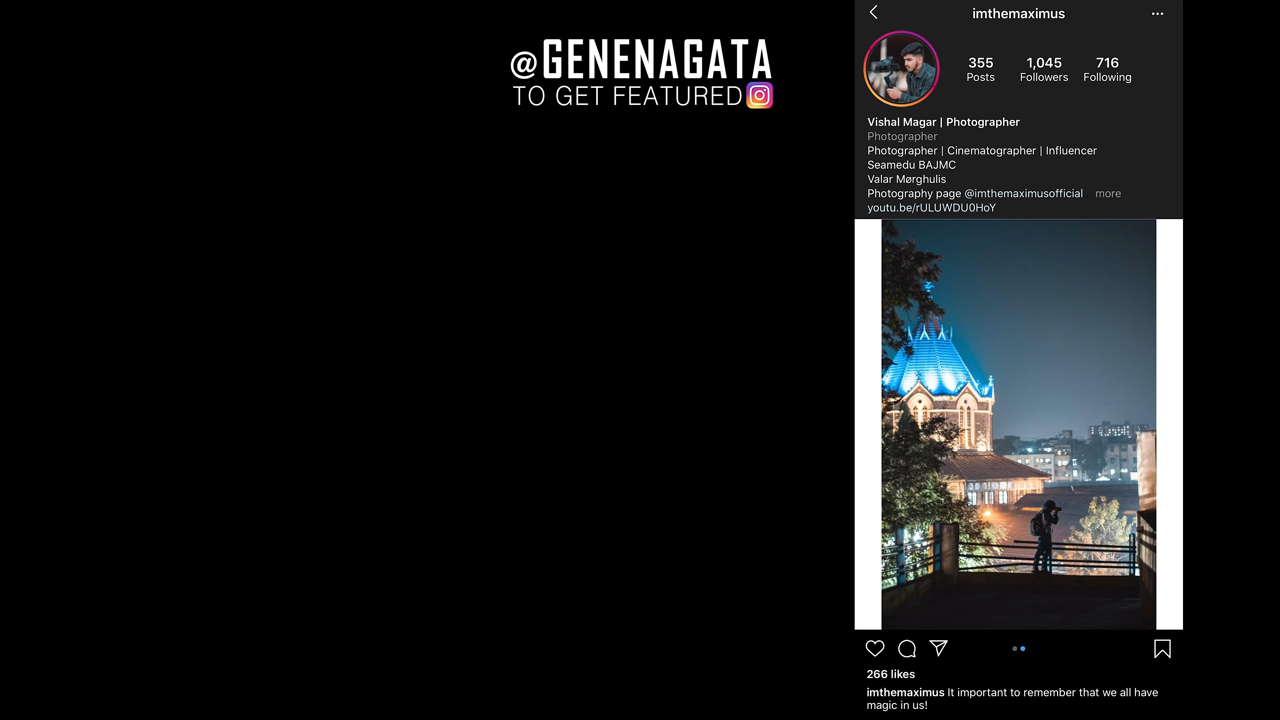 @GENENAGATA
TO GET FEATURED
imthemaximus
355
Posts
1,045
Followers
716
Following
Vishal Magar | Photographer
Photographer
Photographer | Cinematographer | Influencer
Seamedu BAJMC
Valar Mørghulis
Photography page @imthemaximusofficial more
youtu.be/rULUWDU0HoY
266 likes
imthemaximus It important to remember that we all have
magic in us!